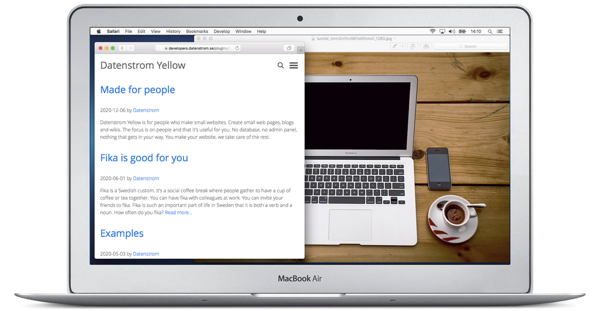 Safari File Edit View History Bookmarks Develop Window Help
14:10
developers.datenstrom.se
Datenstrom Yellow
Made for people
2020-12-06 by Datenstrom
Datenstrom Yellow is for people who make small websites. Create small web pages, blogs
and wikis. The focus is on people and that it's useful for you. No database, no admin panel,
nothing that gets in your way. You make your website, we take care of the rest.
Fika is good for you
2020-06-01 by Datenstrom
Fika is a Swedish custom. It's a social coffee break where people gather to have a cup of
coffee or tea together. You can have fika with colleagues at work. You can invite your
friends to fika. Fika is such an important part of life in Sweden that it is both a verb and a
noun. How often do you fika? Read more...
Examples
2020-05-03 by Datenstrom
MacBook Air